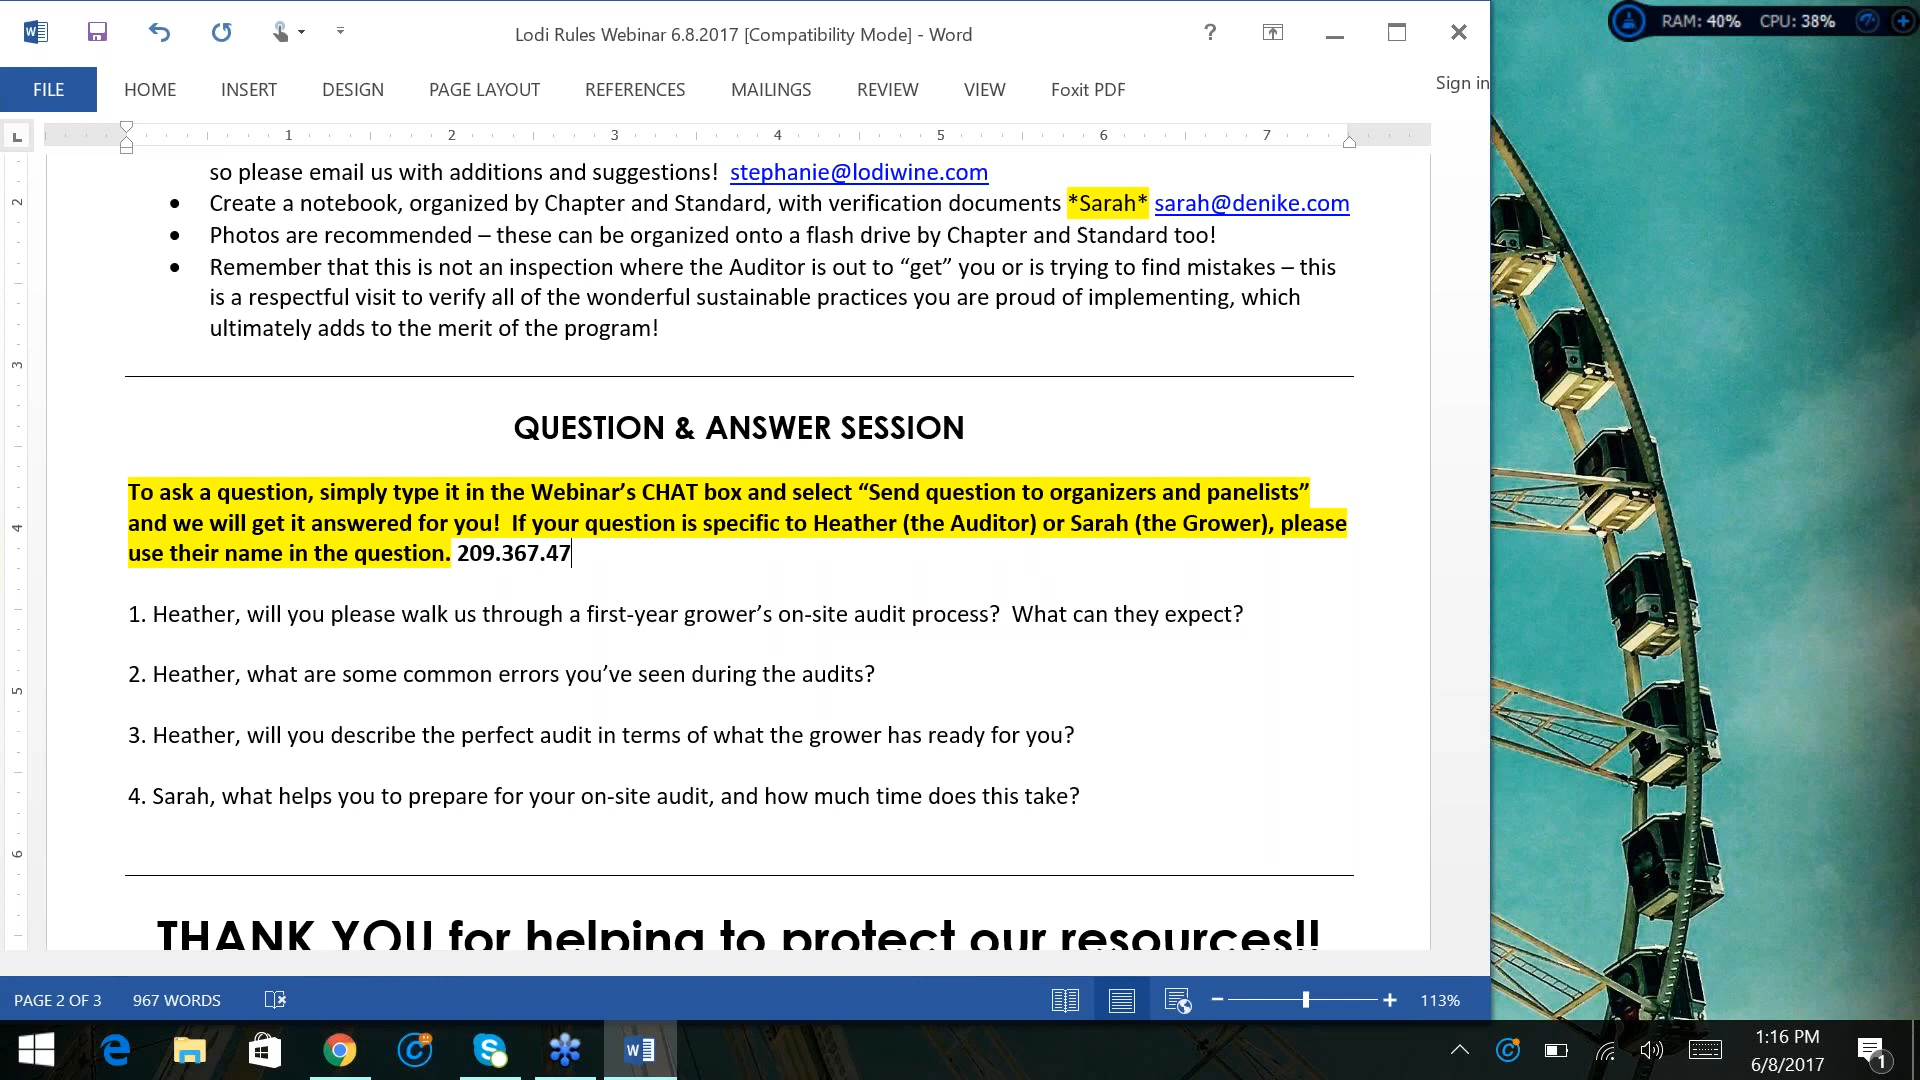 RAM: 40% CPU: 38%
Lodi Rules Webinar 6.8.2017 [Compatibility Mode] - Word
?
FILE HOME INSERT DESIGN PAGE LAYOUT REFERENCES MAILINGS REVIEW VIEW Foxit PDF Sign in
1 2 3 4 5 6 7
so please email us with additions and suggestions!  stephanie@lodiwine.com
• Create a notebook, organized by Chapter and Standard, with verification documents *Sarah* sarah@denike.com
• Photos are recommended – these can be organized onto a flash drive by Chapter and Standard too!
• Remember that this is not an inspection where the Auditor is out to “get” you or is trying to find mistakes – this
is a respectful visit to verify all of the wonderful sustainable practices you are proud of implementing, which
ultimately adds to the merit of the program!
QUESTION & ANSWER SESSION
To ask a question, simply type it in the Webinar’s CHAT box and select “Send question to organizers and panelists”
and we will get it answered for you!  If your question is specific to Heather (the Auditor) or Sarah (the Grower), please
use their name in the question. 209.367.47
1. Heather, will you please walk us through a first-year grower’s on-site audit process?  What can they expect?
2. Heather, what are some common errors you’ve seen during the audits?
3. Heather, will you describe the perfect audit in terms of what the grower has ready for you?
4. Sarah, what helps you to prepare for your on-site audit, and how much time does this take?
THANK YOU for helping to protect our resources!!
2
3
4
5
6
PAGE 2 OF 3 967 WORDS 113%
1:16 PM
6/8/2017
1